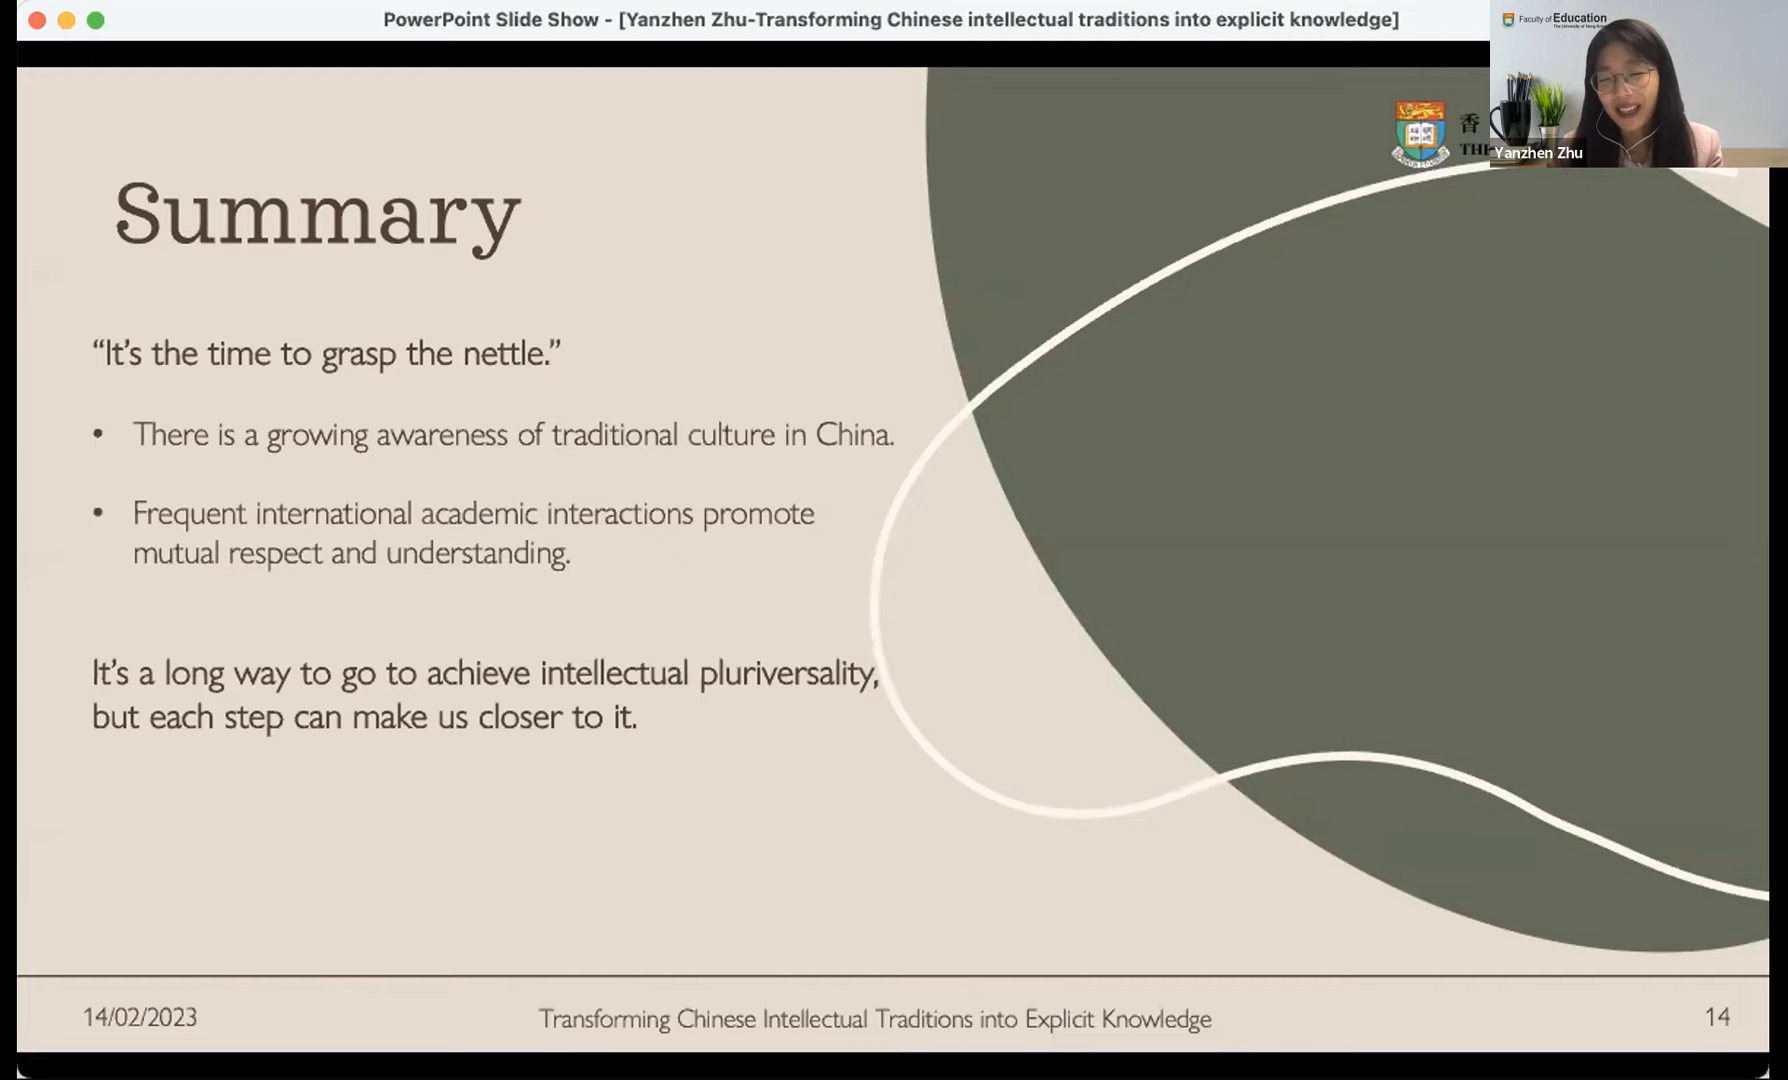 PowerPoint Slide Show - [Yanzhen Zhu-Transforming Chinese intellectual traditions into explicit knowledge]
Faculty of Education
The University of Hong Kong
香
THE
Yanzhen Zhu
Summary
“It’s the time to grasp the nettle.”
• There is a growing awareness of traditional culture in China.
• Frequent international academic interactions promote
mutual respect and understanding.
It’s a long way to go to achieve intellectual pluriversality,
but each step can make us closer to it.
14/02/2023
Transforming Chinese Intellectual Traditions into Explicit Knowledge
14